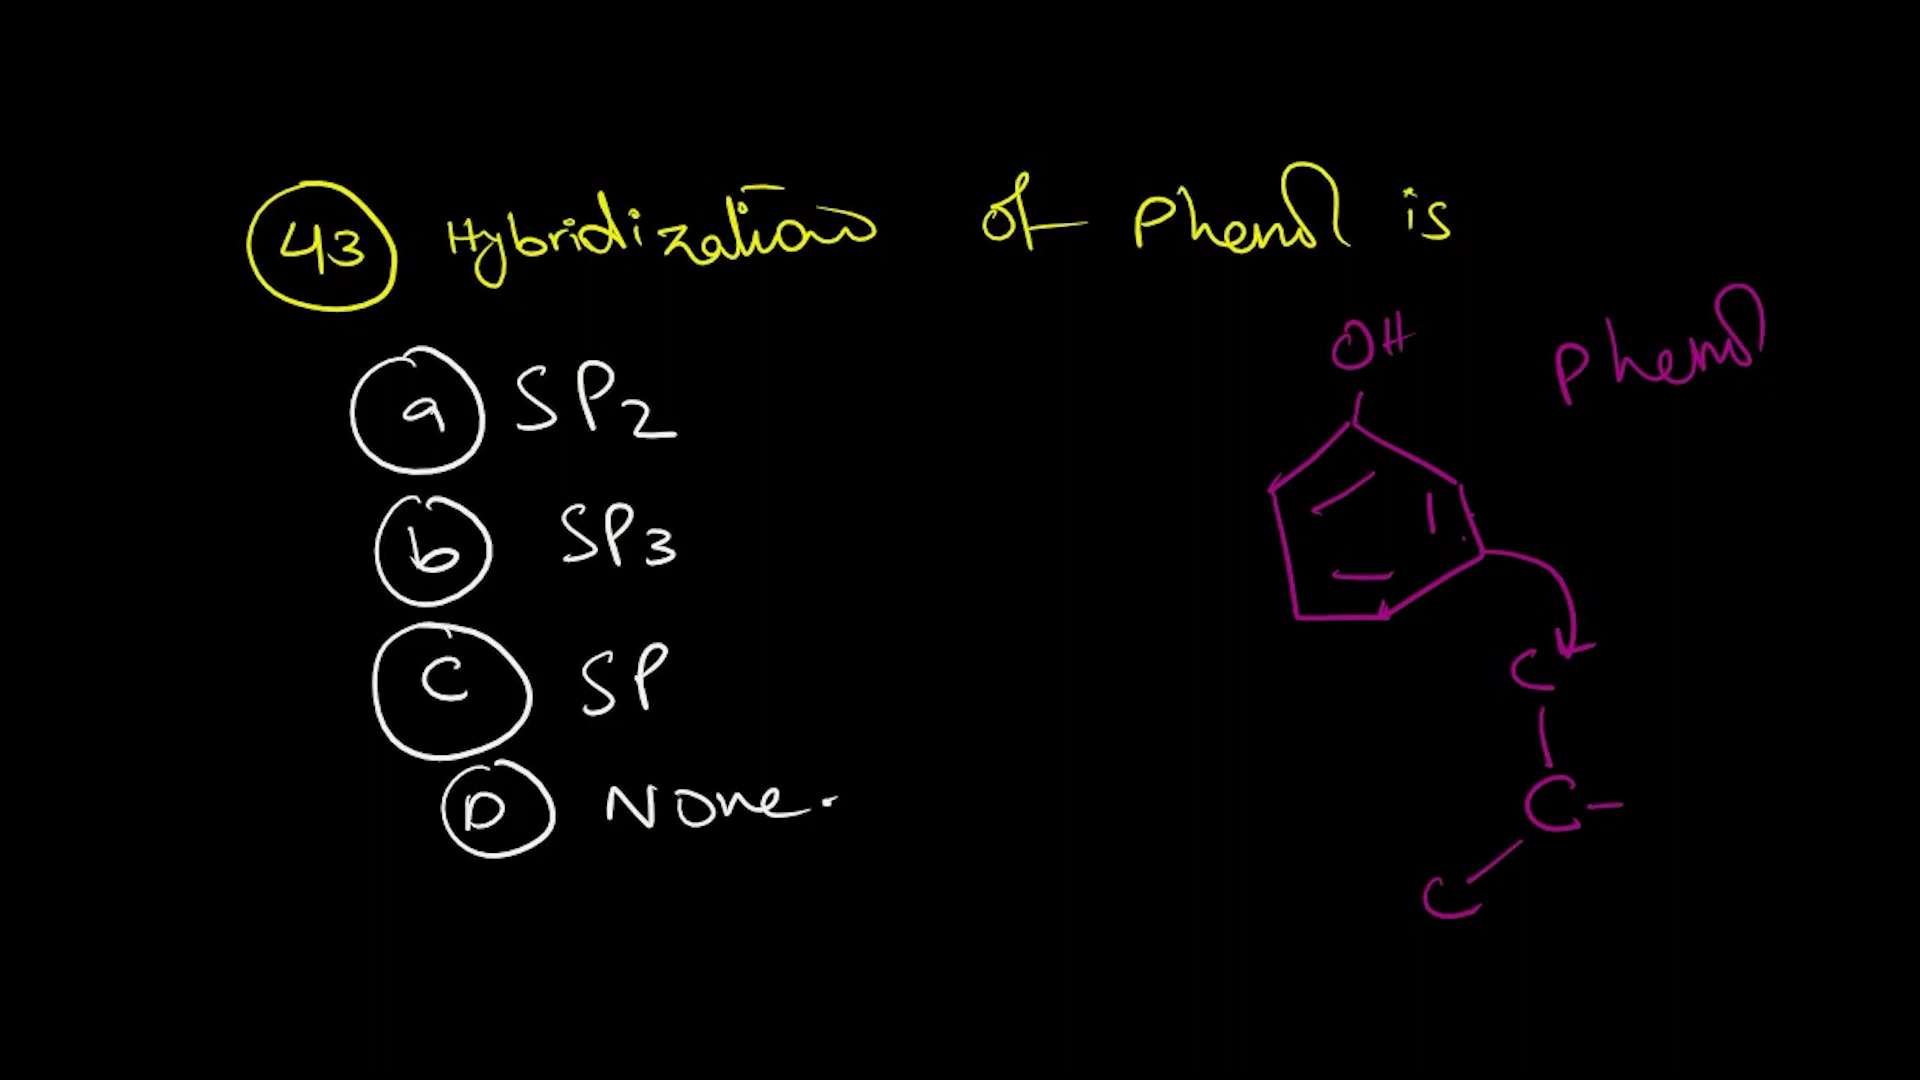 43 Hybridization of Phenol is
a SP2
b SP3
C SP
D None.
OH
Phenol
C
C-
C